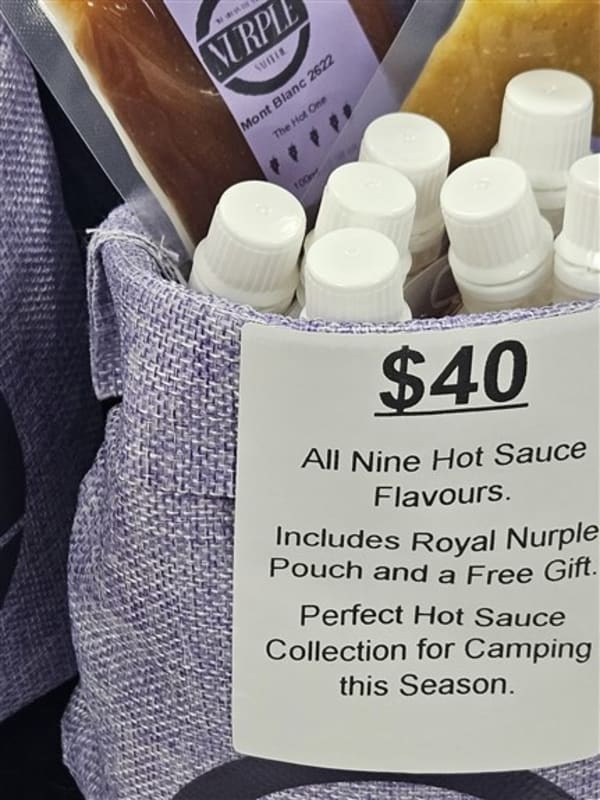 NURPLE
Mont Blanc 2622
The Hot One
$40
All Nine Hot Sauce
Flavours.
Includes Royal Nurple
Pouch and a Free Gift.
Perfect Hot Sauce
Collection for Camping
this Season.